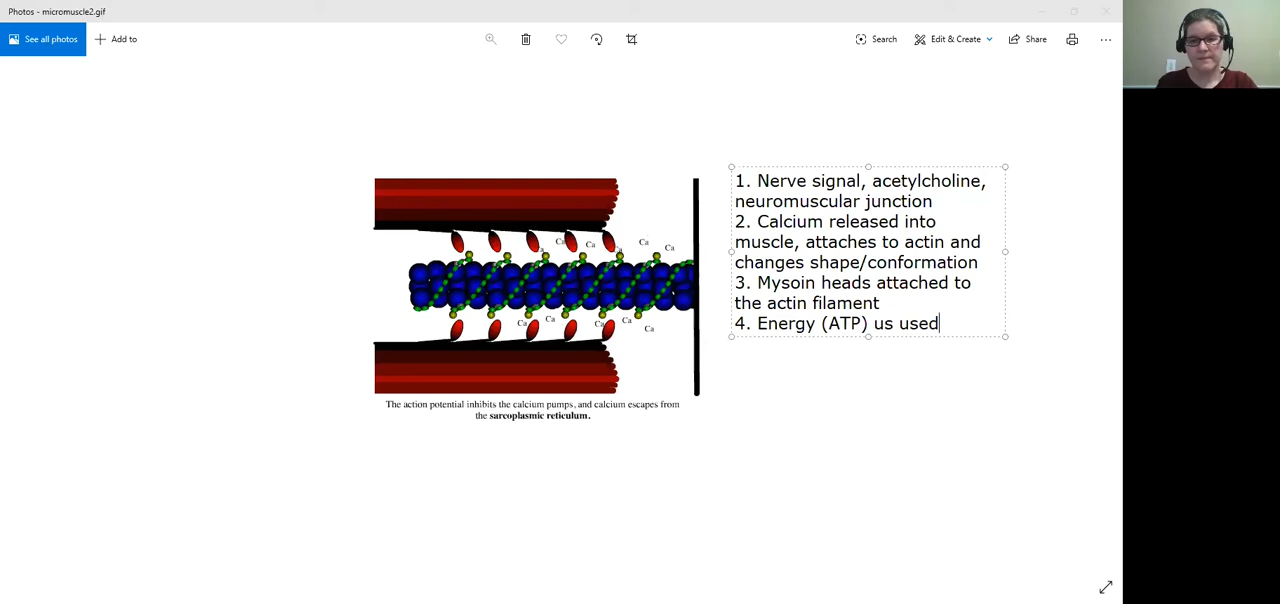 Photos - micromuscle2.gif
See all photos
Add to
Search
Edit & Create
Share
1. Nerve signal, acetylcholine,
neuromuscular junction
2. Calcium released into
muscle, attaches to actin and
changes shape/conformation
3. Mysoin heads attached to
the actin filament
4. Energy (ATP) us used
Ca
Ca
Ca
Ca
Ca
Ca
Ca
Ca
Ca
The action potential inhibits the calcium pumps, and calcium escapes from
the sarcoplasmic reticulum.